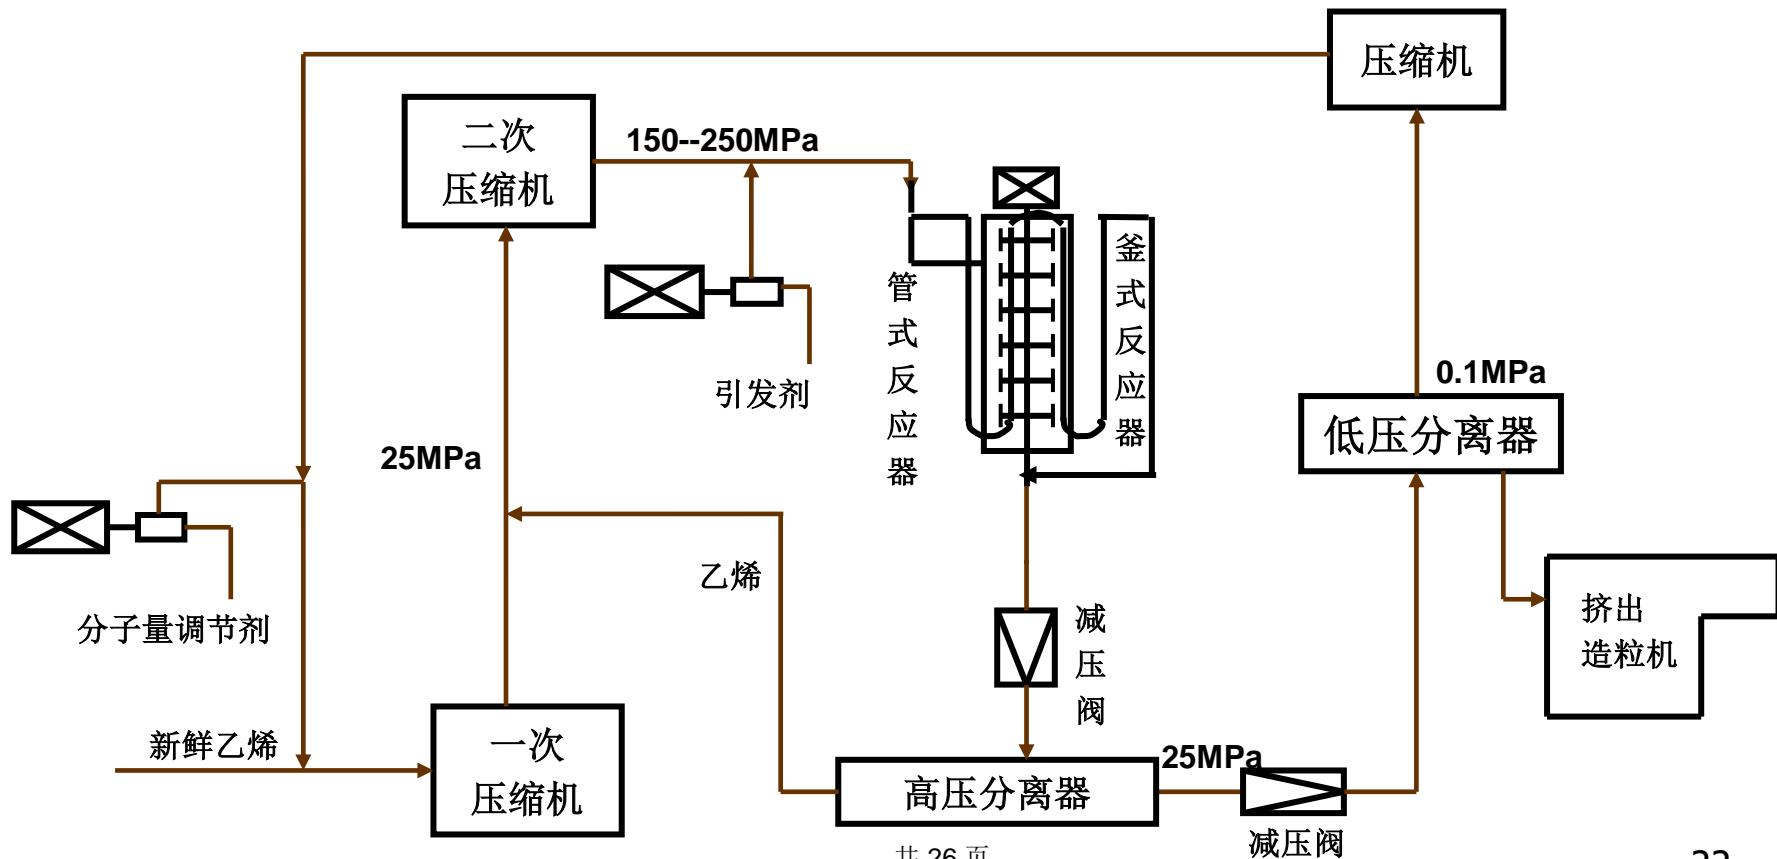 压缩机
二次
压缩机
150--250MPa
管式反应器
釜式反应器
引发剂
0.1MPa
低压分离器
25MPa
乙烯
分子量调节剂
挤出
造粒机
减压阀
新鲜乙烯
一次
压缩机
25MPa
高压分离器
减压阀
共 26 页